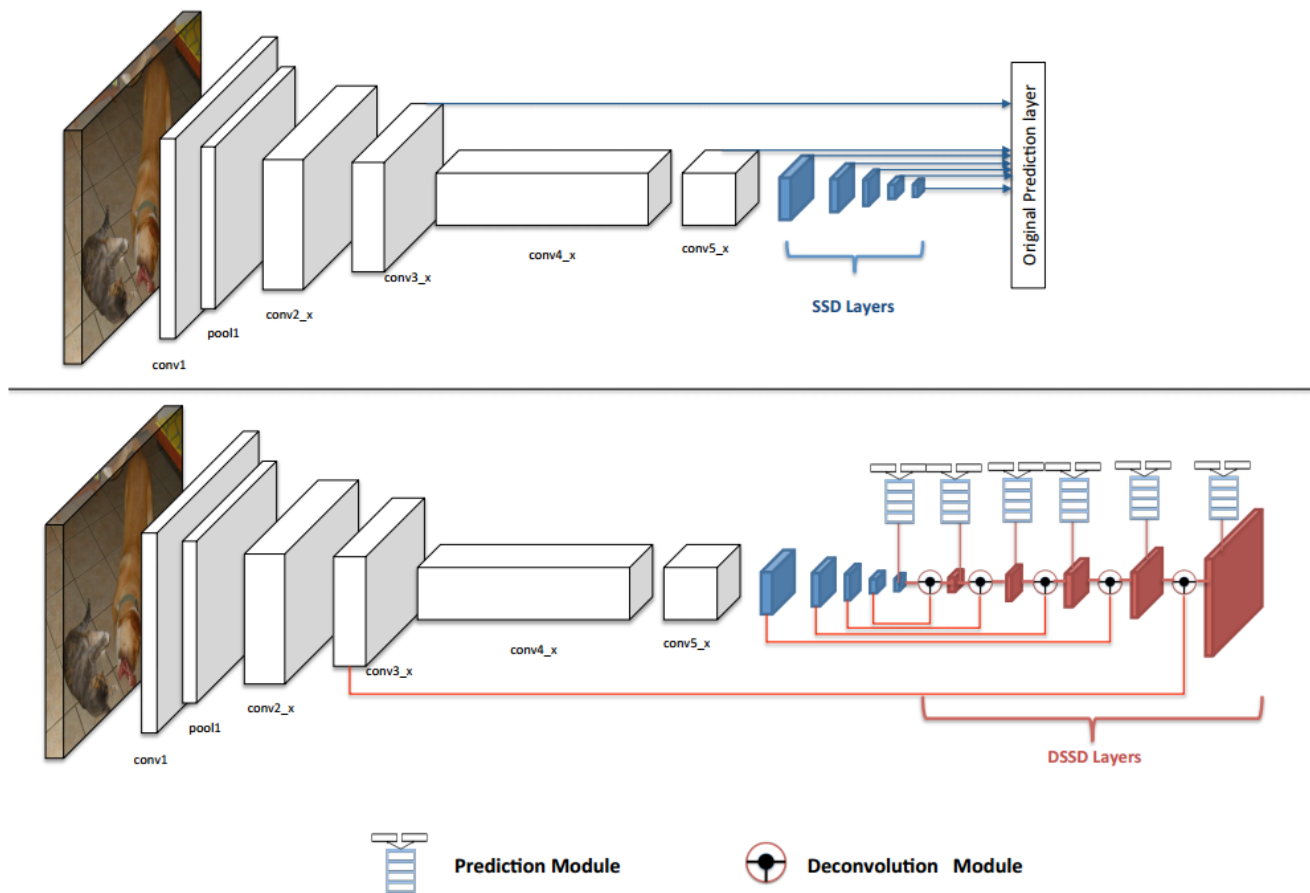 Original Prediction layer
conv1
pool1
conv2_x
conv3_x
conv4_x
conv5_x
SSD Layers
conv1
pool1
conv2_x
conv3_x
conv4_x
conv5_x
DSSD Layers
Prediction Module
Deconvolution Module